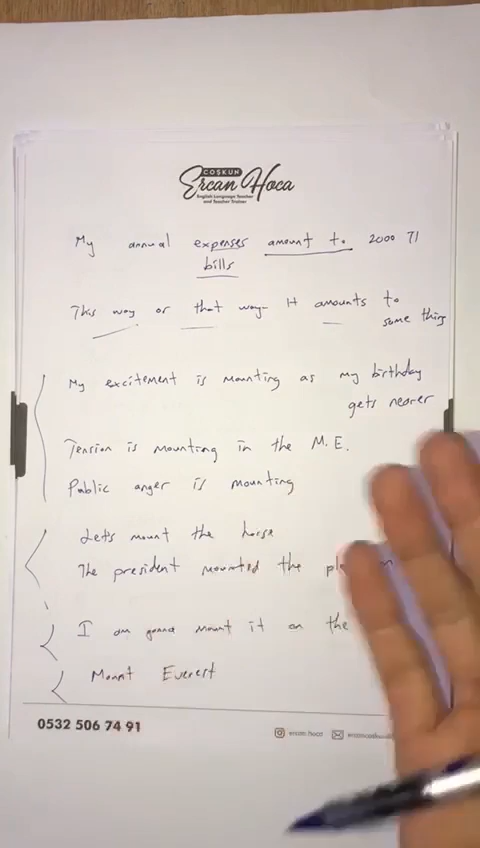 COSKUN
Ercan Hoca
English Language Teacher
and Teacher Trainer
My annual expenses amount to 2000 Tl
bills
This way or that way It amounts to
some thing
My excitement is mounting as my birthday
gets nearer
Tension is mounting in the M.E.
Public anger is mounting
Let's mount the horse
The president mounted the
I am gonna mount it on the
Mount Everest
0532 506 74 91
ercan hoca